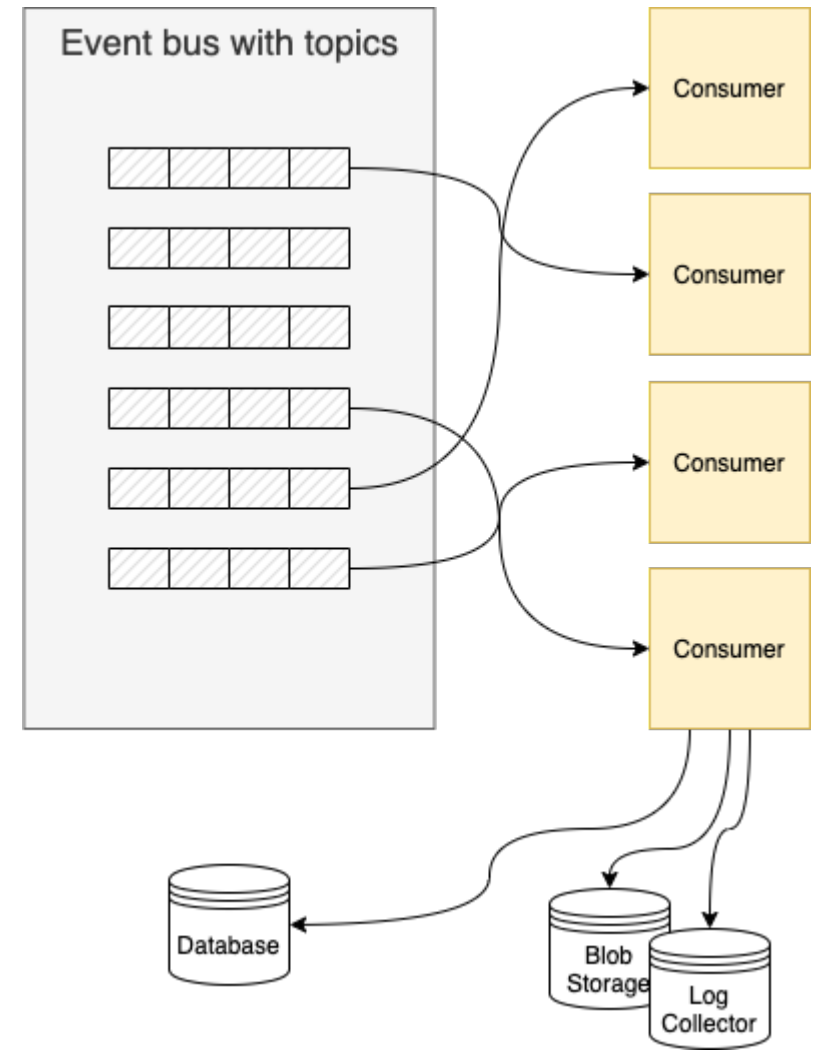 Event bus with topics
Consumer
Consumer
Consumer
Consumer
Database
Blob
Storage
Log
Collector